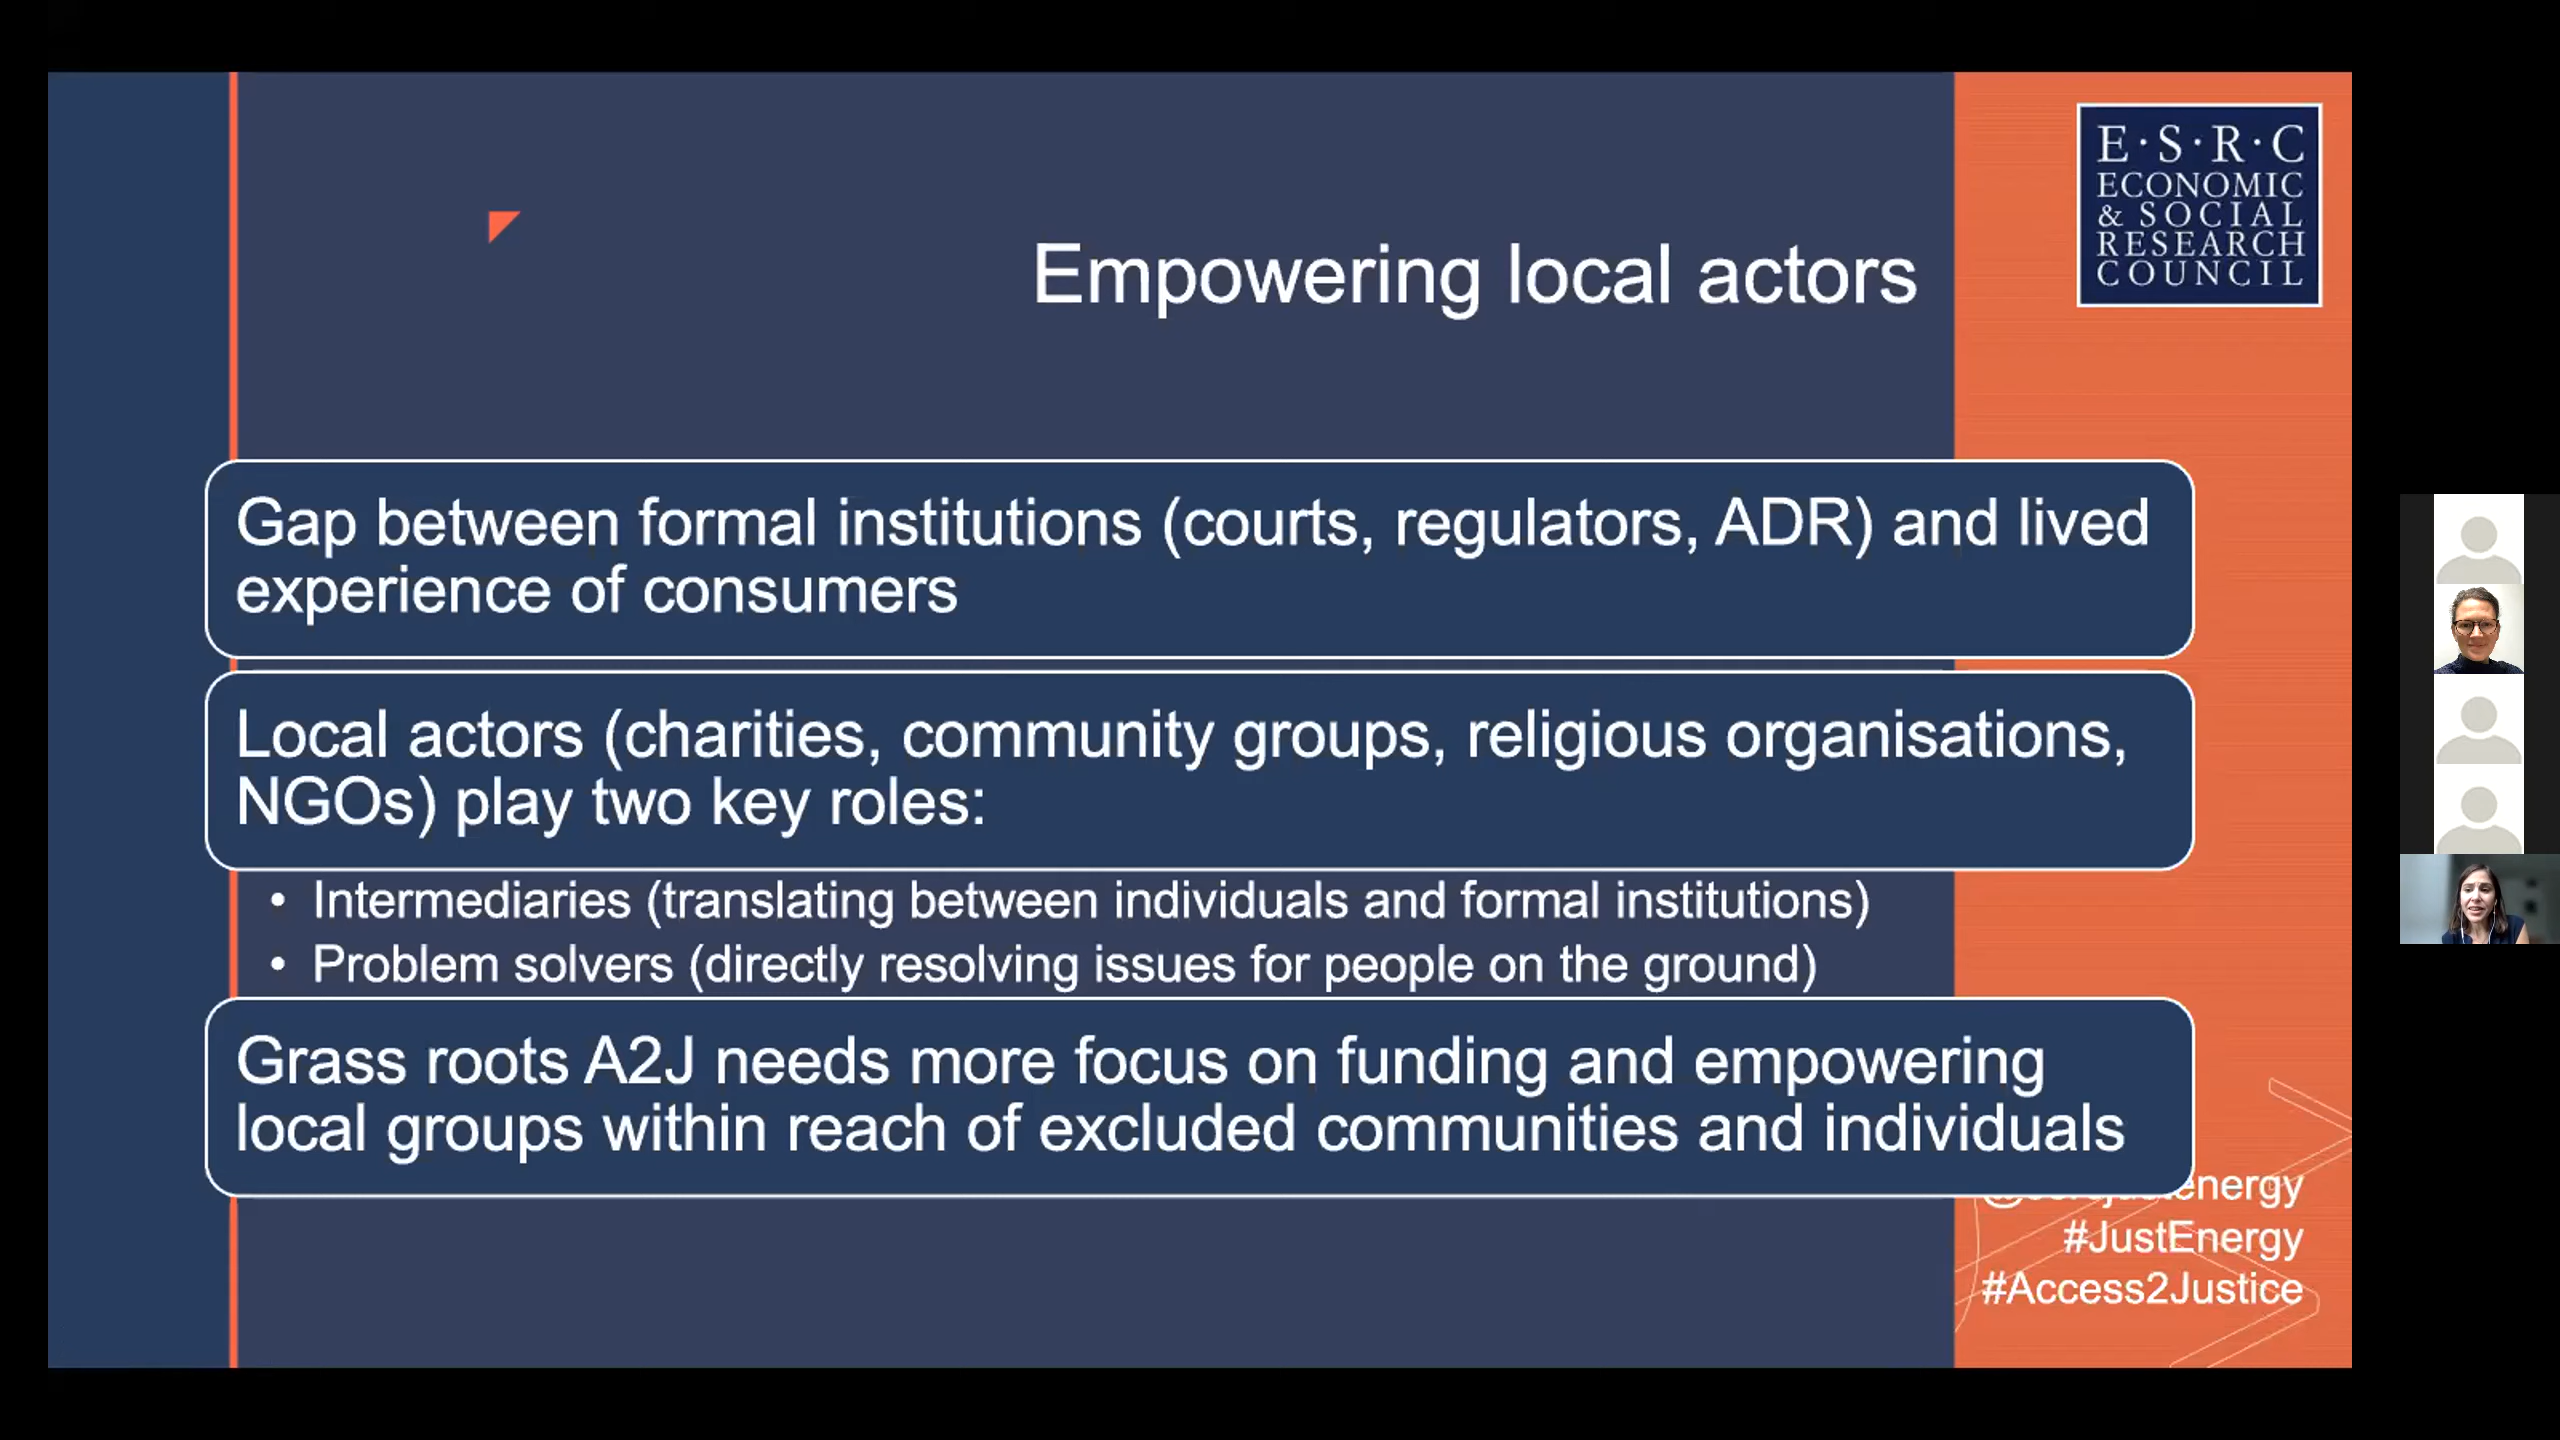 Empowering local actors
E·S·R·C
ECONOMIC
& SOCIAL
RESEARCH
COUNCIL
Gap between formal institutions (courts, regulators, ADR) and lived
experience of consumers
Local actors (charities, community groups, religious organisations,
NGOs) play two key roles:
• Intermediaries (translating between individuals and formal institutions)
• Problem solvers (directly resolving issues for people on the ground)
Grass roots A2J needs more focus on funding and empowering
local groups within reach of excluded communities and individuals
#JustEnergy
#Access2Justice